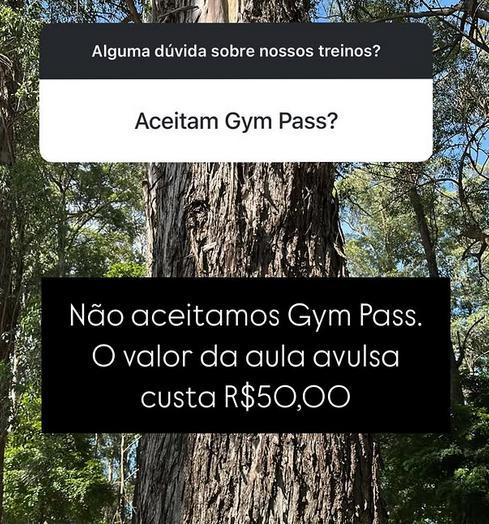 Alguma dúvida sobre nossos treinos?
Aceitam Gym Pass?
Não aceitamos Gym Pass.
O valor da aula avulsa
custa R$50,00